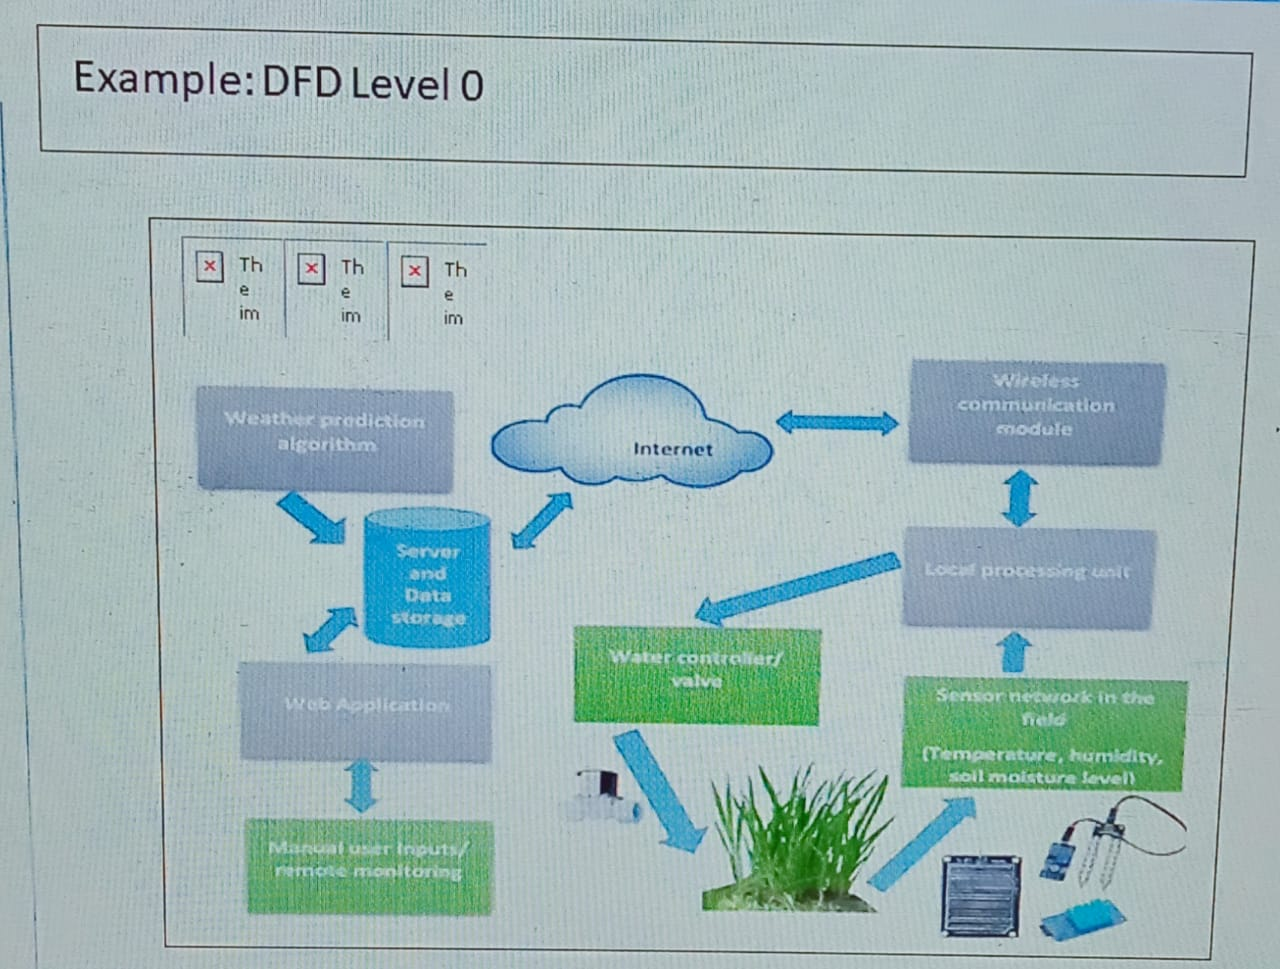 Example: DFD Level 0
Th
e
im
Th
e
im
Th
e
im
Weather prediction
algorithm
Internet
Wireless
communication
module
Server
and
Data
storage
Local processing unit
Water controller/
valve
Web Application
Sensor network in the
field
(Temperature, humidity,
soil moisture level)
Manual user inputs/
remote monitoring